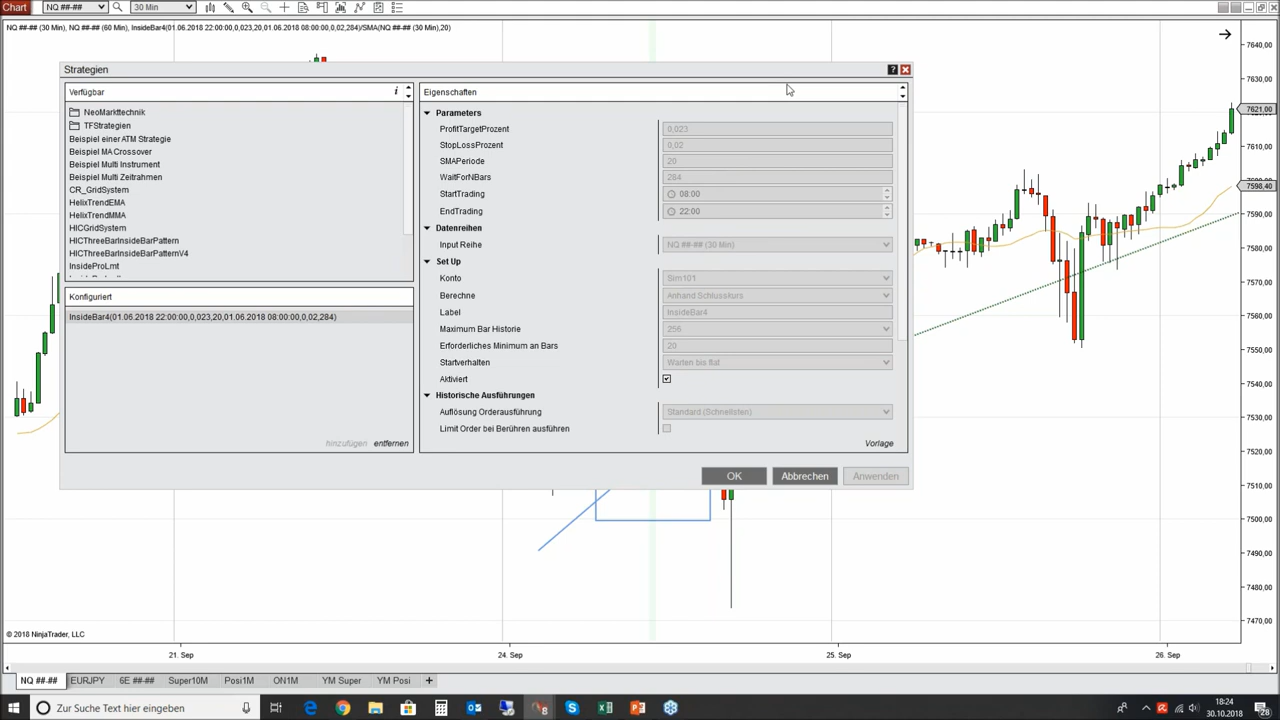 Chart NQ ##-## 30 Min
NQ ##-## (30 Min), NQ ##-## (60 Min), InsideBar4(01.06.2018 22:00:00,0,023,20,01.06.2018 08:00:00,0,02,284)/SMA(NQ ##-## (30 Min),20)
Strategien
?
Verfügbar
i
NeoMarkttechnik
TFStrategien
Beispiel einer ATM Strategie
Beispiel MA Crossover
Beispiel Multi Instrument
Beispiel Multi Zeitrahmen
CR_GridSystem
HelixTrendEMA
HelixTrendMMA
HICGridSystem
HICThreeBarInsideBarPattern
HICThreeBarInsideBarPatternV4
InsideProLmt
Konfiguriert
InsideBar4(01.06.2018 22:00:00,0,023,20,01.06.2018 08:00:00,0,02,284)
hinzufügen entfernen
Eigenschaften
Parameters
ProfitTargetProzent 0,023
StopLossProzent 0,02
SMAPeriode 20
WaitForNBars 284
StartTrading 08:00
EndTrading 22:00
Datenreihen
Input Reihe NQ ##-## (30 Min)
Set Up
Konto Sim101
Berechne Anhand Schlusskurs
Label InsideBar4
Maximum Bar Historie 256
Erforderliches Minimum an Bars 20
Startverhalten Warten bis flat
Aktiviert
Historische Ausführungen
Auflösung Orderausführung Standard (Schnellsten)
Limit Order bei Berühren ausführen
Vorlage
OK Abbrechen Anwenden
7640,00
7630,00
7621,00
7610,00
7598,40
7590,00
7580,00
7570,00
7560,00
7550,00
7540,00
7530,00
7520,00
7510,00
7500,00
7490,00
7480,00
7470,00
© 2018 NinjaTrader, LLC
21. Sep 24. Sep 25. Sep 26. Sep
NQ ##-## EURJPY 6E ##-## Super10M Posi1M ON1M YM Super YM Posi +
Zur Suche Text hier eingeben
18:24
30.10.2018
28